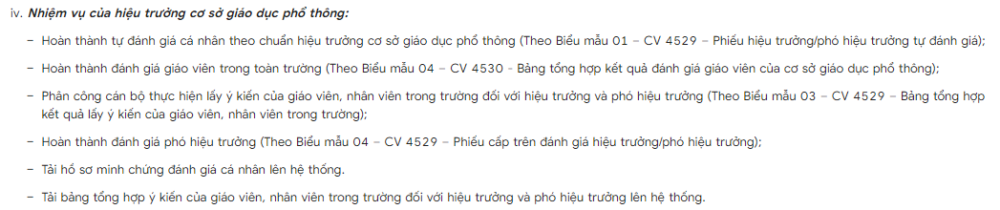 iv. Nhiệm vụ của hiệu trưởng cơ sở giáo dục phổ thông:
– Hoàn thành tự đánh giá cá nhân theo chuẩn hiệu trưởng cơ sở giáo dục phổ thông (Theo Biểu mẫu 01 – CV 4529 – Phiếu hiệu trưởng/phó hiệu trưởng tự đánh giá);
– Hoàn thành đánh giá giáo viên trong toàn trường (Theo Biểu mẫu 04 – CV 4530 - Bảng tổng hợp kết quả đánh giá giáo viên của cơ sở giáo dục phổ thông);
– Phân công cán bộ thực hiện lấy ý kiến của giáo viên, nhân viên trong trường đối với hiệu trưởng và phó hiệu trưởng (Theo Biểu mẫu 03 – CV 4529 – Bảng tổng hợp
kết quả lấy ý kiến của giáo viên, nhân viên trong trường);
– Hoàn thành đánh giá phó hiệu trưởng (Theo Biểu mẫu 04 – CV 4529 – Phiếu cấp trên đánh giá hiệu trưởng/phó hiệu trưởng);
– Tải hồ sơ minh chứng đánh giá cá nhân lên hệ thống.
– Tải bảng tổng hợp ý kiến của giáo viên, nhân viên trong trường đối với hiệu trưởng và phó hiệu trưởng lên hệ thống.